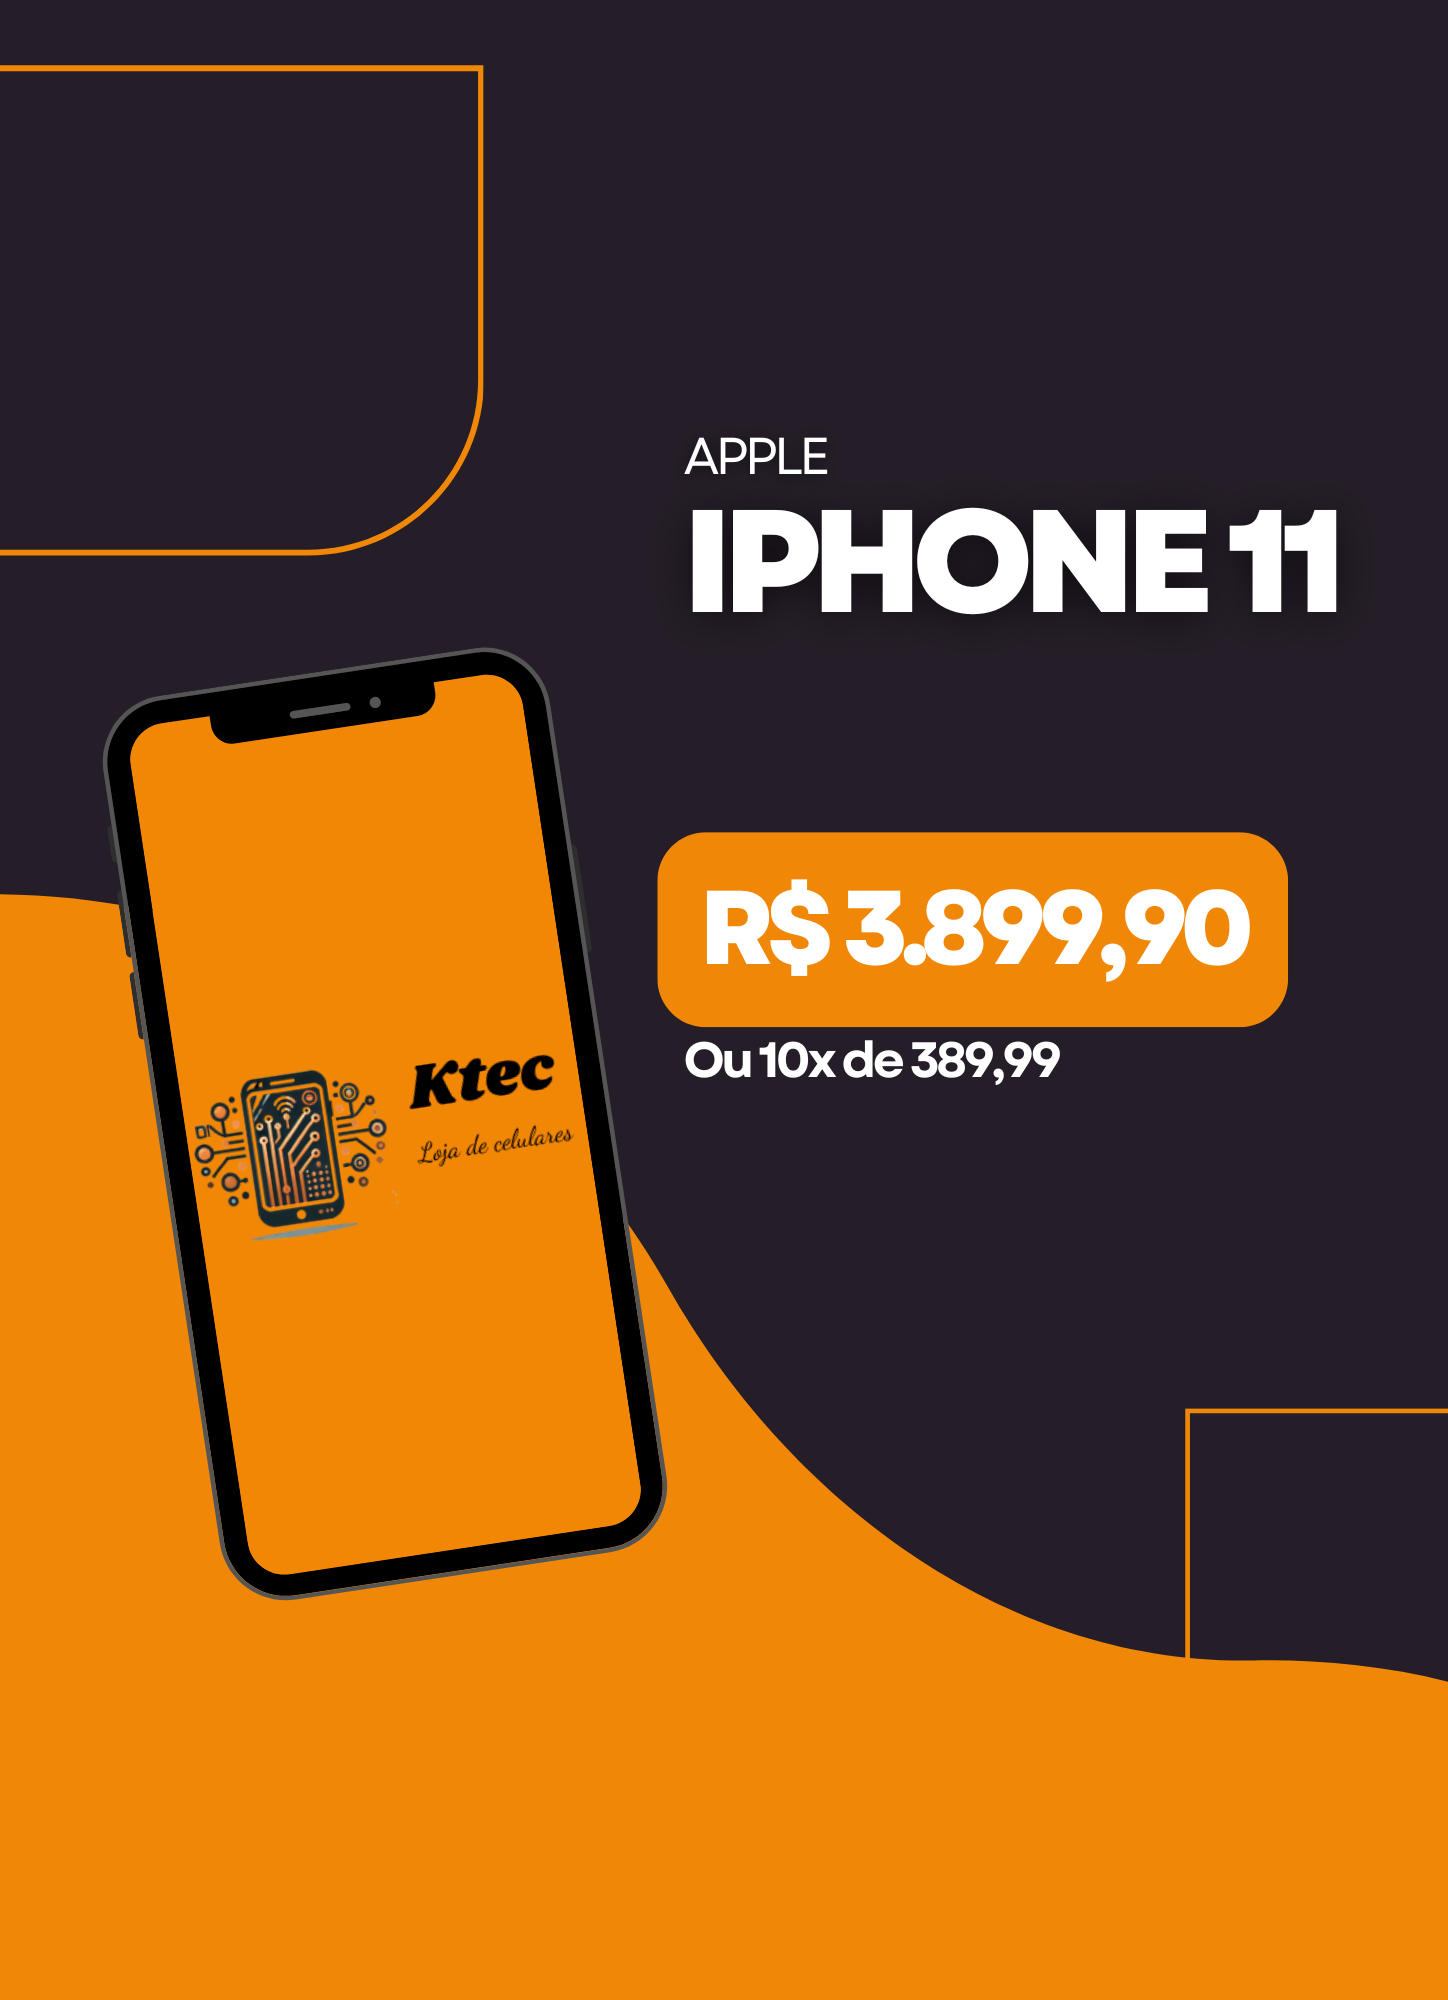 APPLE
IPHONE 11
R$ 3.899,90
Ou 10x de 389,99
Ktec
Loja de celulares